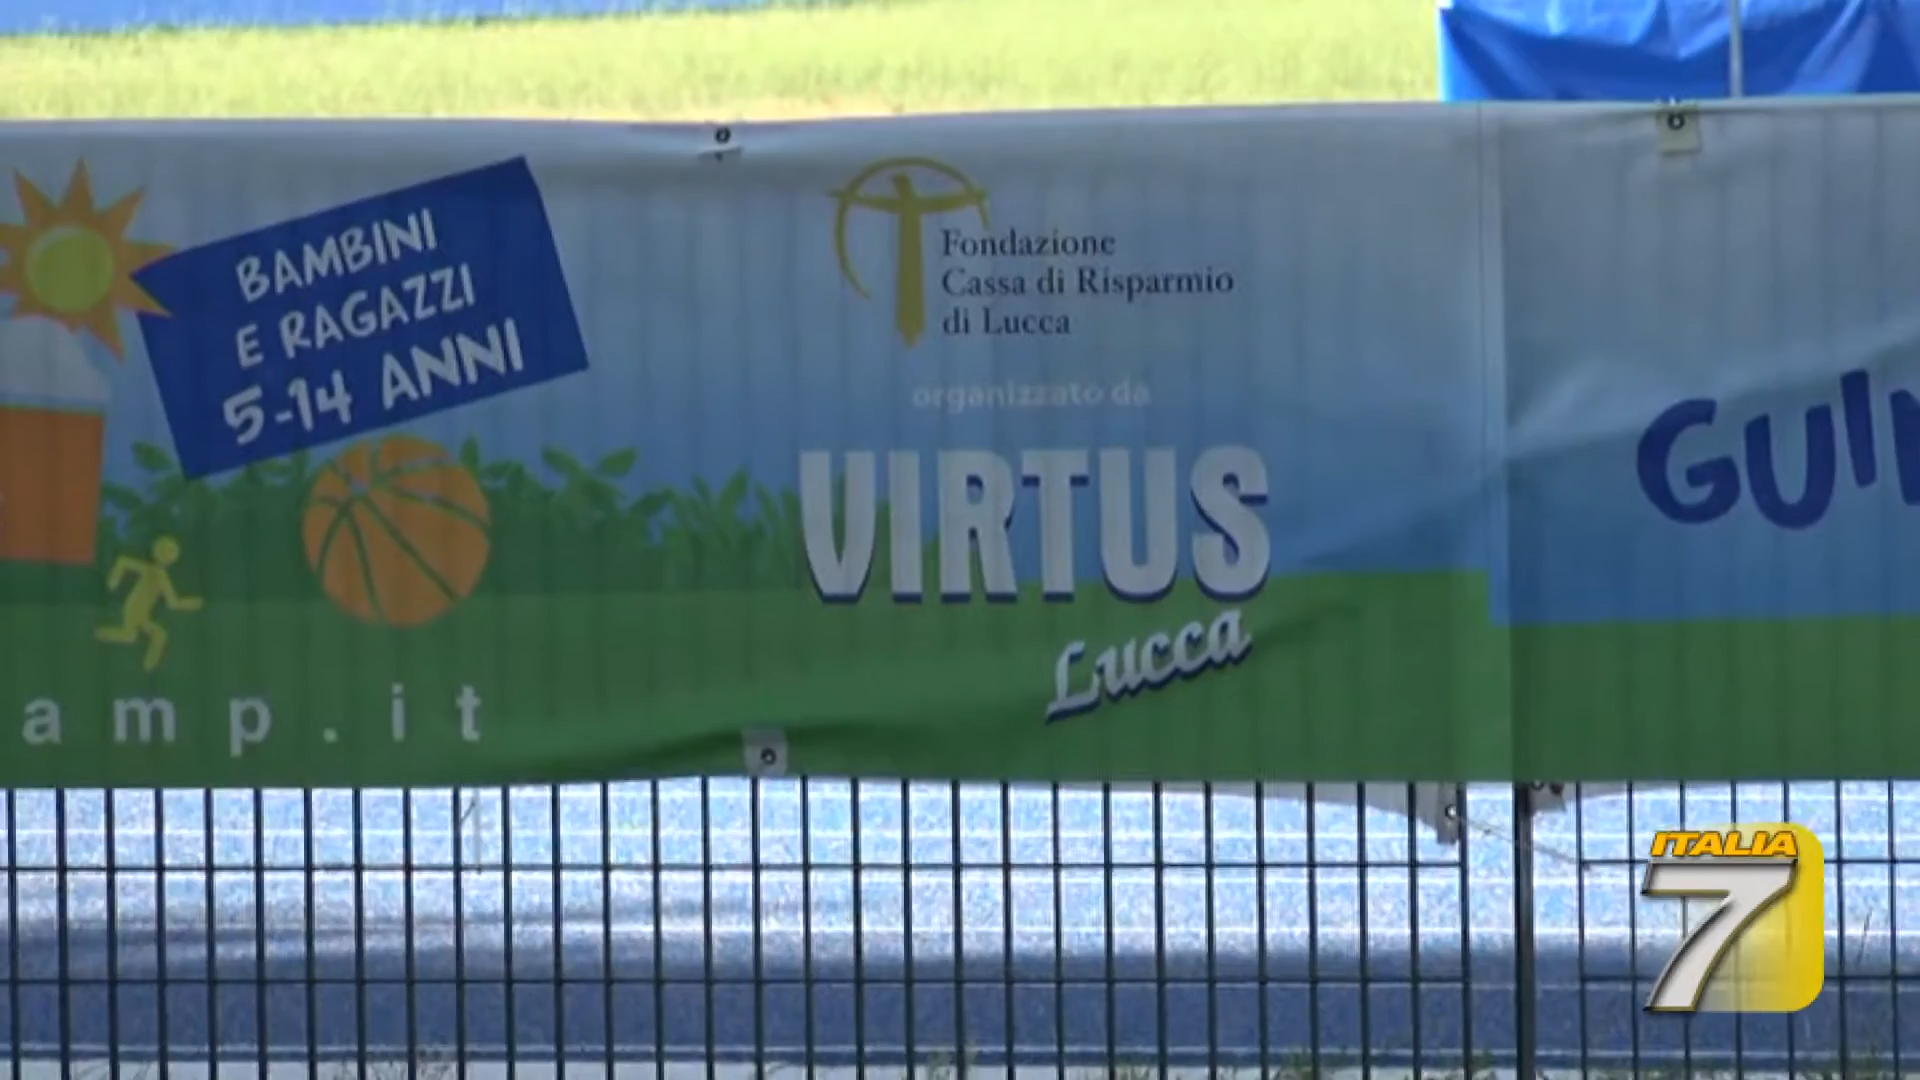 BAMBINI
E RAGAZZI
5-14 ANNI
amp.it
Fondazione
Cassa di Risparmio
di Lucca
organizzato da
VIRTUS
Lucca
GUI
ITALIA
7